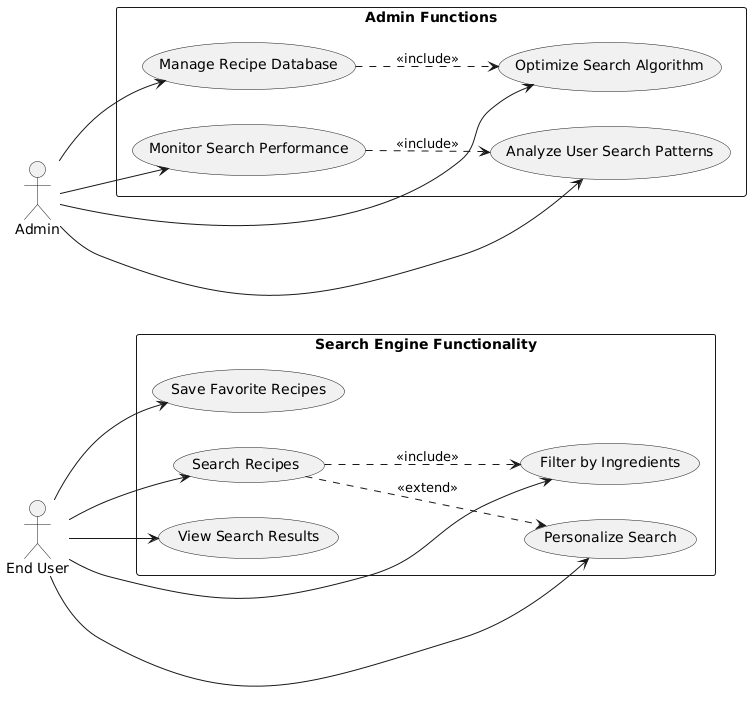 Admin Functions
Manage Recipe Database
«include»
Optimize Search Algorithm
Monitor Search Performance
«include»
Analyze User Search Patterns
Admin
Search Engine Functionality
Save Favorite Recipes
Search Recipes
«include»
Filter by Ingredients
«extend»
View Search Results
Personalize Search
End User